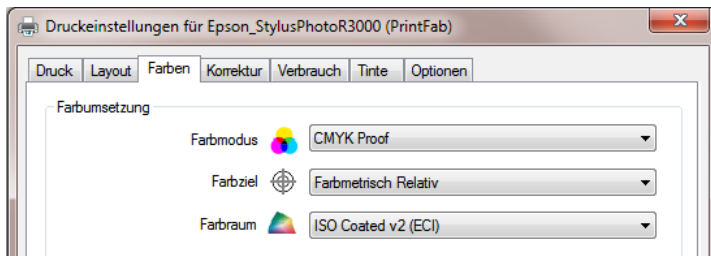 Druckeinstellungen für Epson_StylusPhotoR3000 (PrintFab)
Druck Layout Farben Korrektur Verbrauch Tinte Optionen
Farbumsetzung
Farbmodus CMYK Proof
Farbziel Farbmetrisch Relativ
Farbraum ISO Coated v2 (ECI)